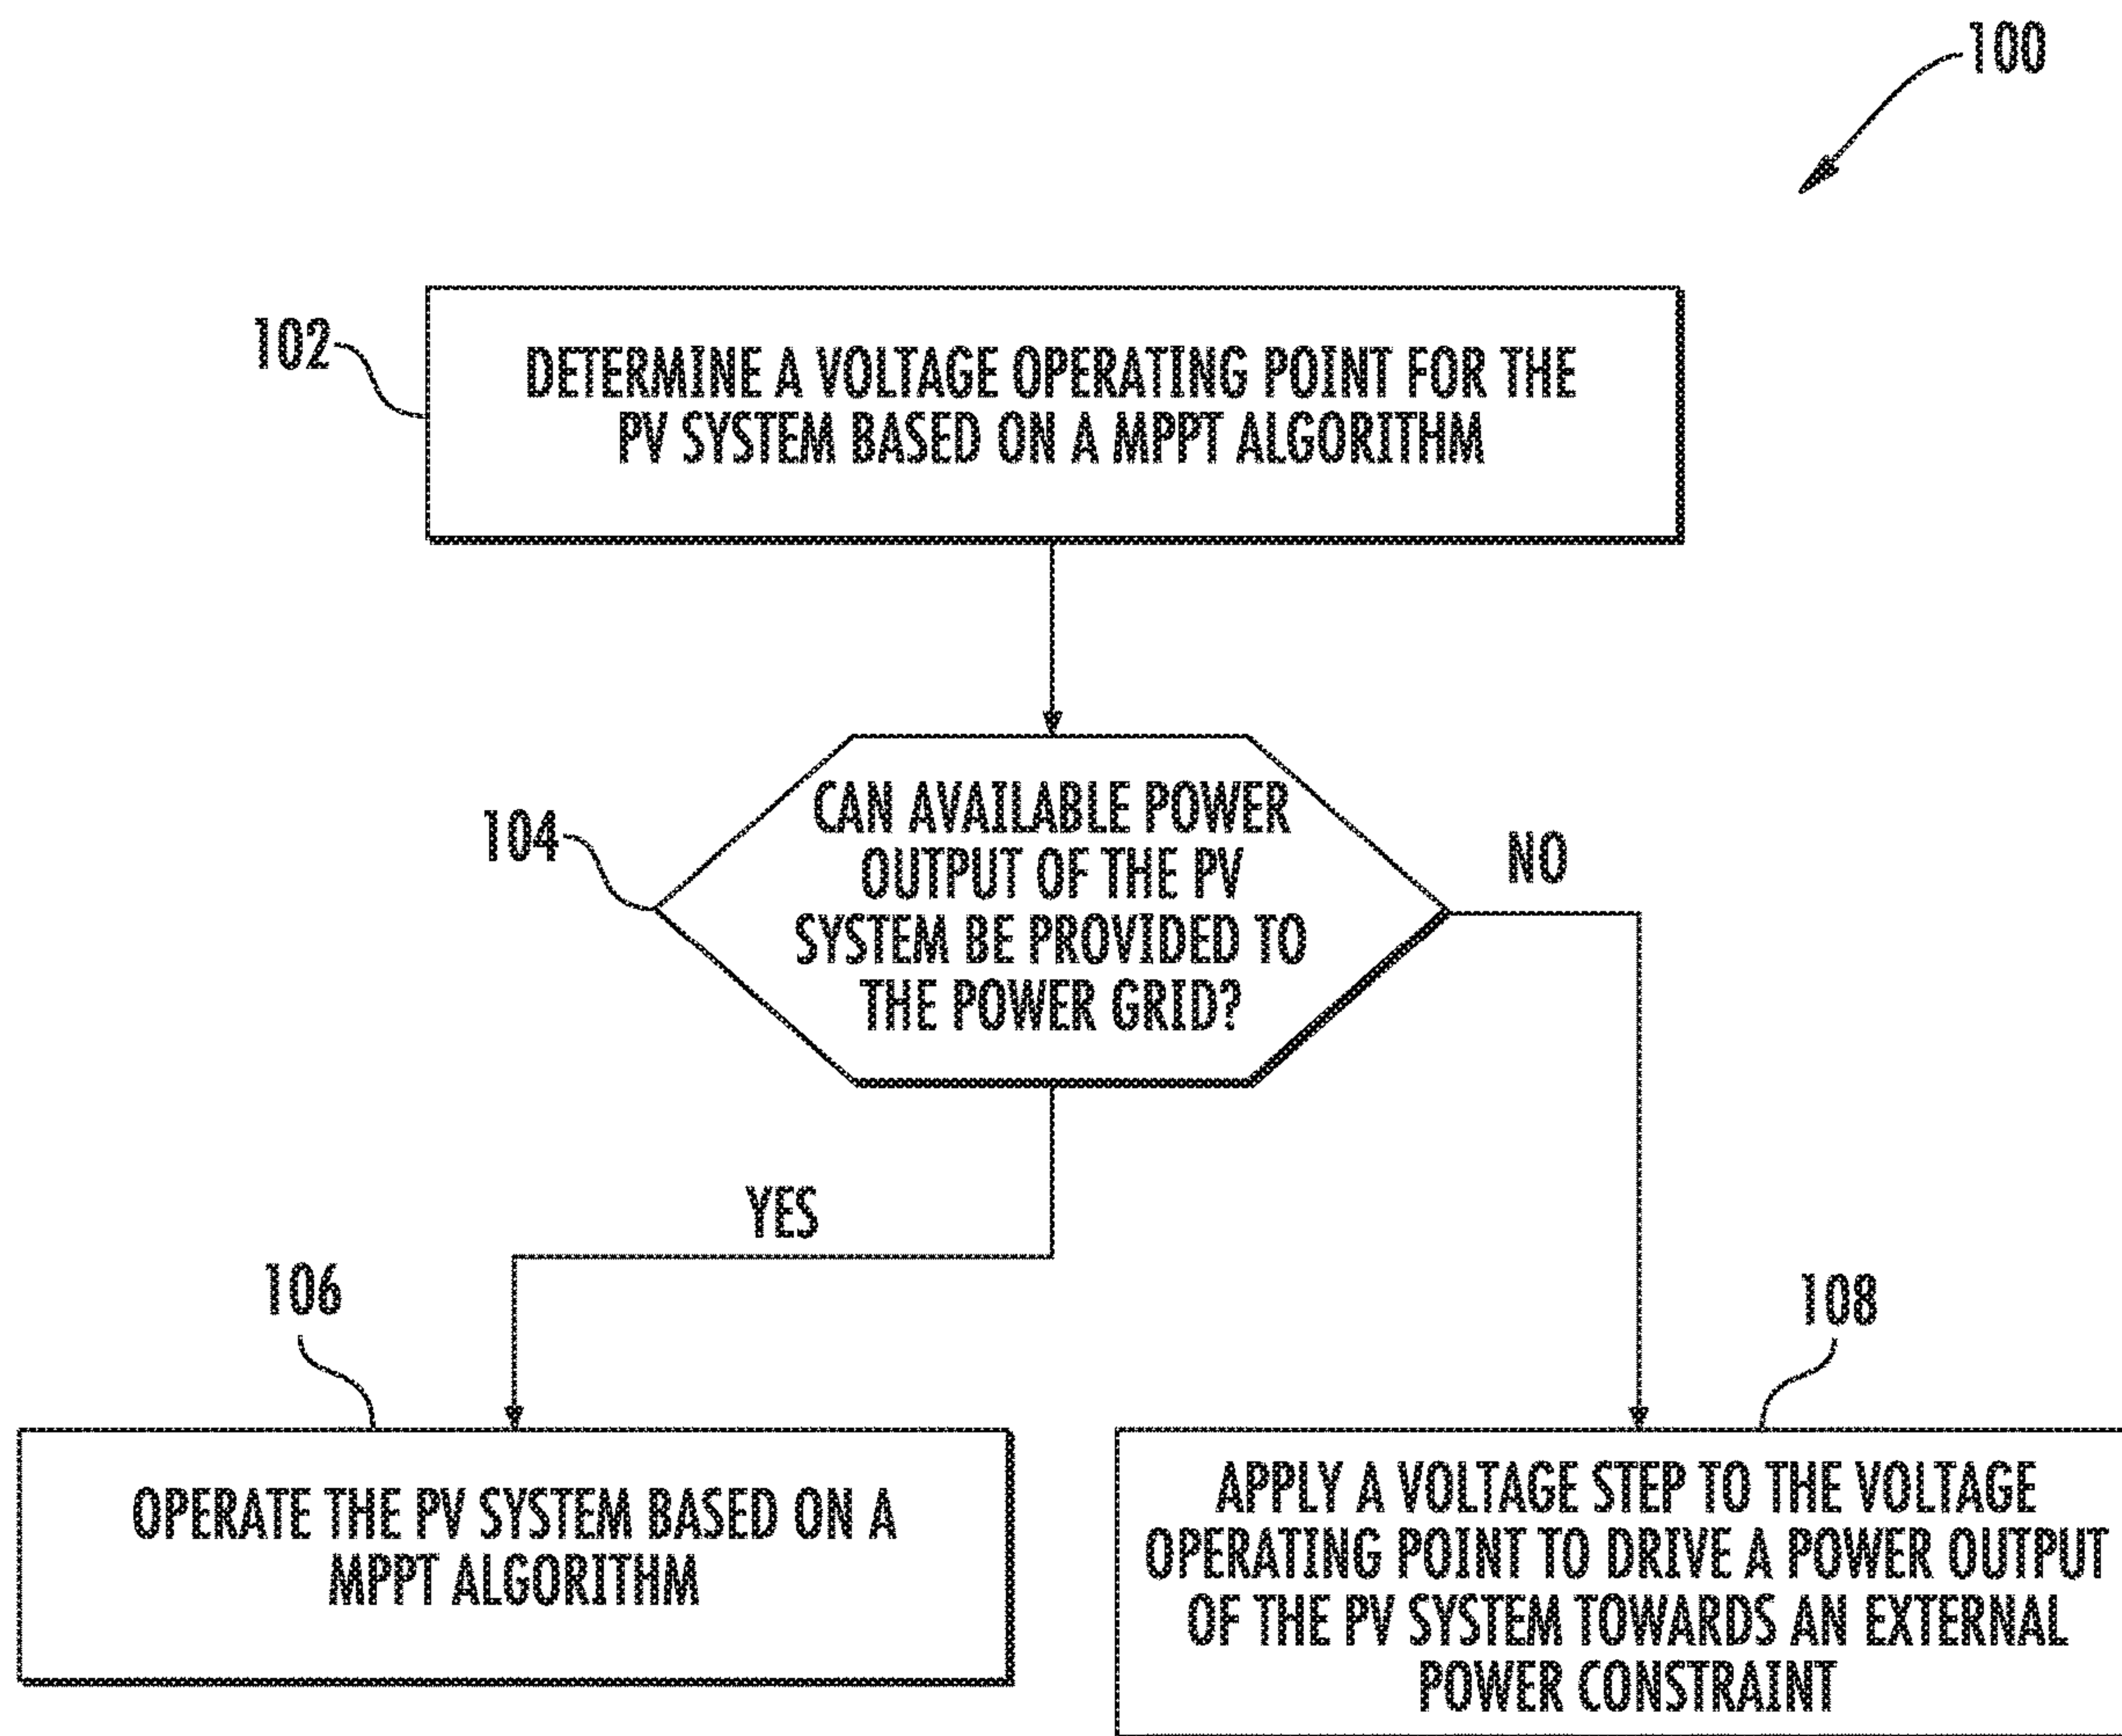 100
102
DETERMINE A VOLTAGE OPERATING POINT FOR THE
PV SYSTEM BASED ON A MPPT ALGORITHM
104
CAN AVAILABLE POWER
OUTPUT OF THE PV
SYSTEM BE PROVIDED TO
THE POWER GRID?
NO
YES
106
108
OPERATE THE PV SYSTEM BASED ON A
MPPT ALGORITHM
APPLY A VOLTAGE STEP TO THE VOLTAGE
OPERATING POINT TO DRIVE A POWER OUTPUT
OF THE PV SYSTEM TOWARDS AN EXTERNAL
POWER CONSTRAINT